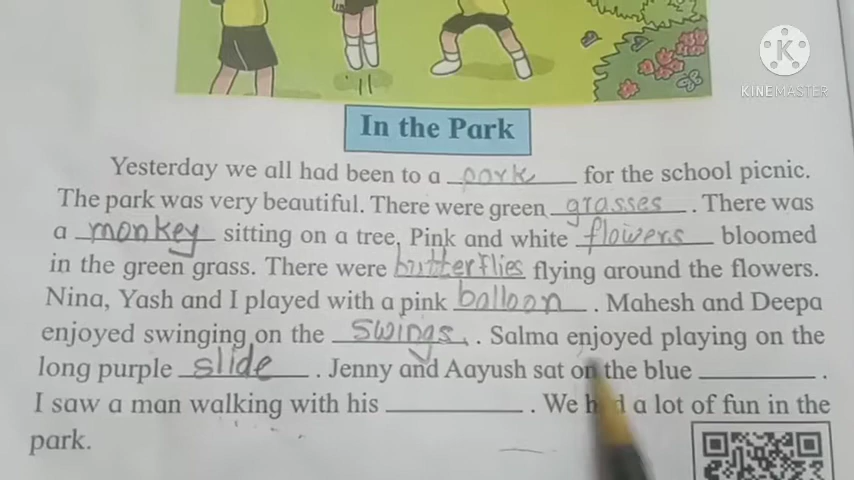 KINEMASTER
In the Park
Yesterday we all had been to a park for the school picnic.
The park was very beautiful. There were green grasses. There was
a monkey sitting on a tree. Pink and white flowers bloomed
in the green grass. There were butterflies flying around the flowers.
Nina, Yash and I played with a pink balloon. Mahesh and Deepa
enjoyed swinging on the swings. Salma enjoyed playing on the
long purple slide. Jenny and Aayush sat on the blue ________.
I saw a man walking with his ________. We had a lot of fun in the
park.